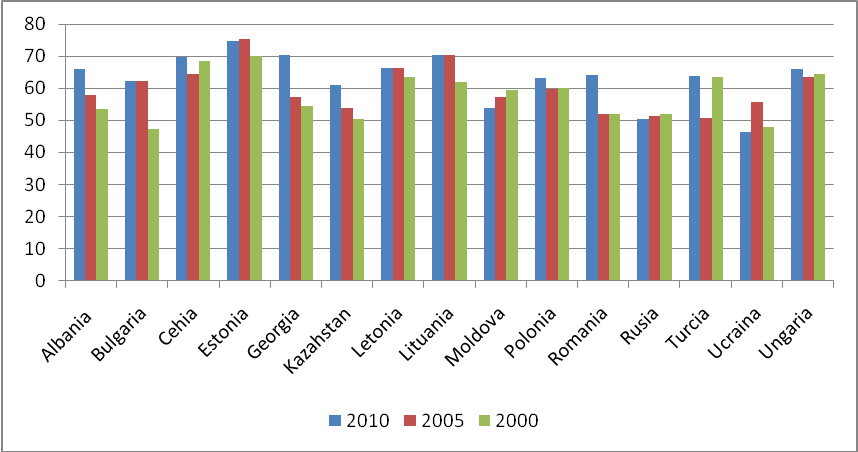 80
70
60
50
40
30
20
10
0
Albania
Bulgaria
Cehia
Estonia
Georgia
Kazahstan
Letonia
Lituania
Moldova
Polonia
Romania
Rusia
Turcia
Ucraina
Ungaria
2010 2005 2000